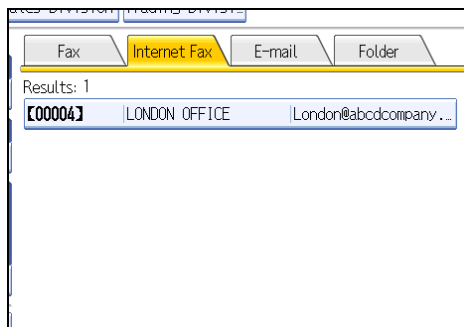 Fax Internet Fax E-mail Folder
Results: 1
【00004】 LONDON OFFICE London@abcdcompany....